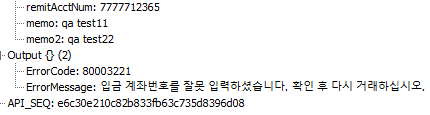 remitAcctNum: 7777712365
memo: qa test11
memo2: qa test22
Output {} (2)
ErrorCode: 80003221
ErrorMessage: 입금 계좌번호를 잘못 입력하셨습니다. 확인 후 다시 거래하십시오.
API_SEQ: e6c30e210c82b833fb63c735d8396d08